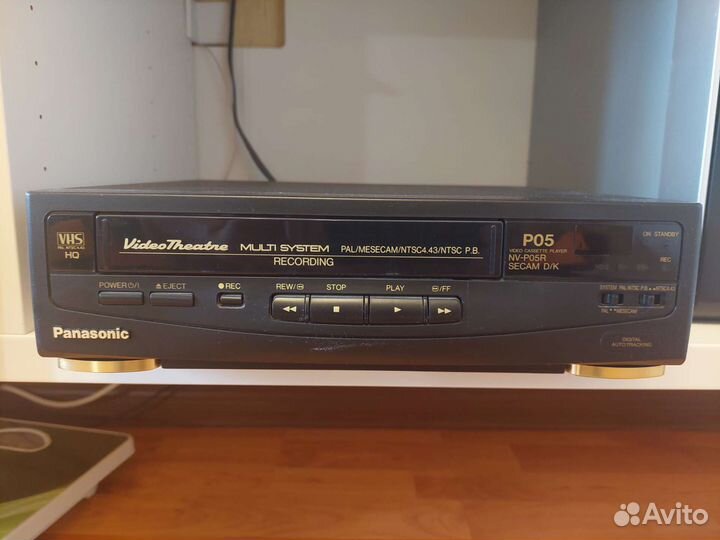 VHS
PAL NTSC4.43
HQ
VideoTheatre MULTI SYSTEM PAL/MESECAM/NTSC4.43/NTSC P.B.
RECORDING
P05
VIDEO CASSETTE PLAYER
NV-P05R
SECAM D/K
ON STANDBY
REC
POWER ⏻/I
⏏ EJECT
● REC
REW/
STOP
PLAY
/FF
SYSTEM PAL/NTSC P.B. NTSC4.43
PAL MESECAM
Panasonic
DIGITAL
AUTO TRACKING
Avito